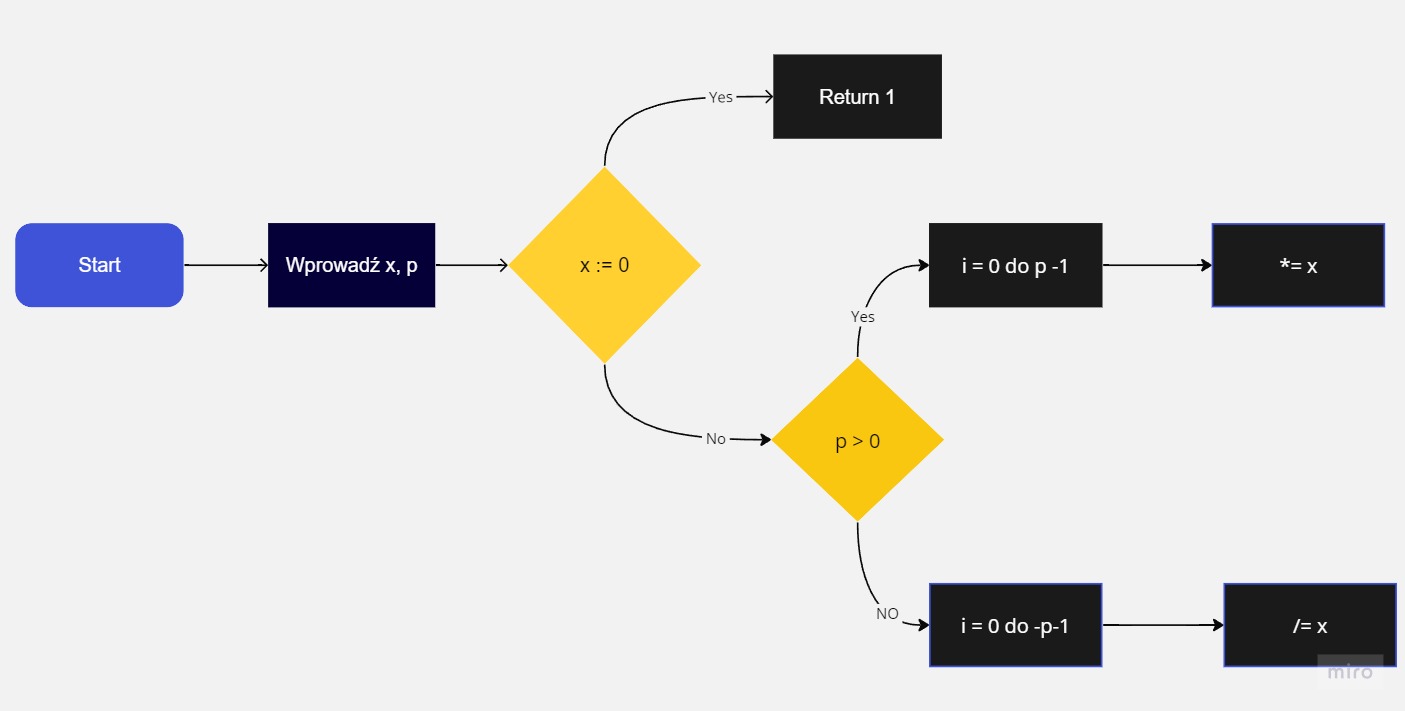 Start
Wprowadź x, p
x := 0
Yes
Return 1
No
p > 0
Yes
i = 0 do p -1
*= x
NO
i = 0 do -p-1
/= x
miro